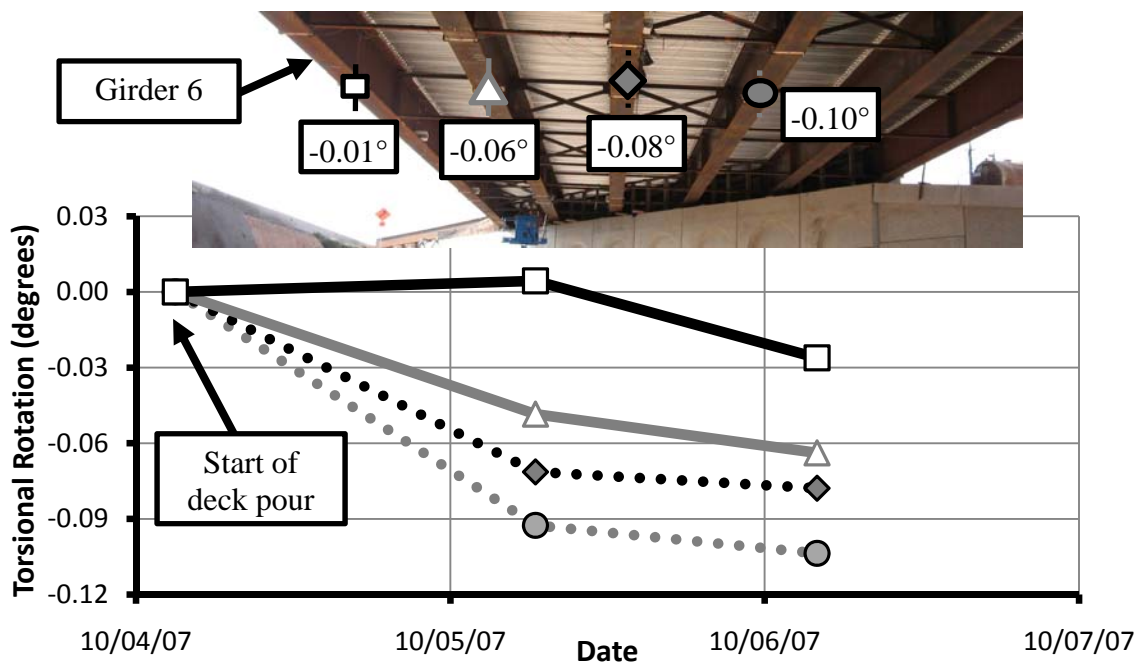 Girder 6
-0.01°
-0.06°
-0.08°
-0.10°
0.03
0.00
-0.03
-0.06
-0.09
-0.12
Torsional Rotation (degrees)
Start of
deck pour
10/04/07
10/05/07
10/06/07
10/07/07
Date